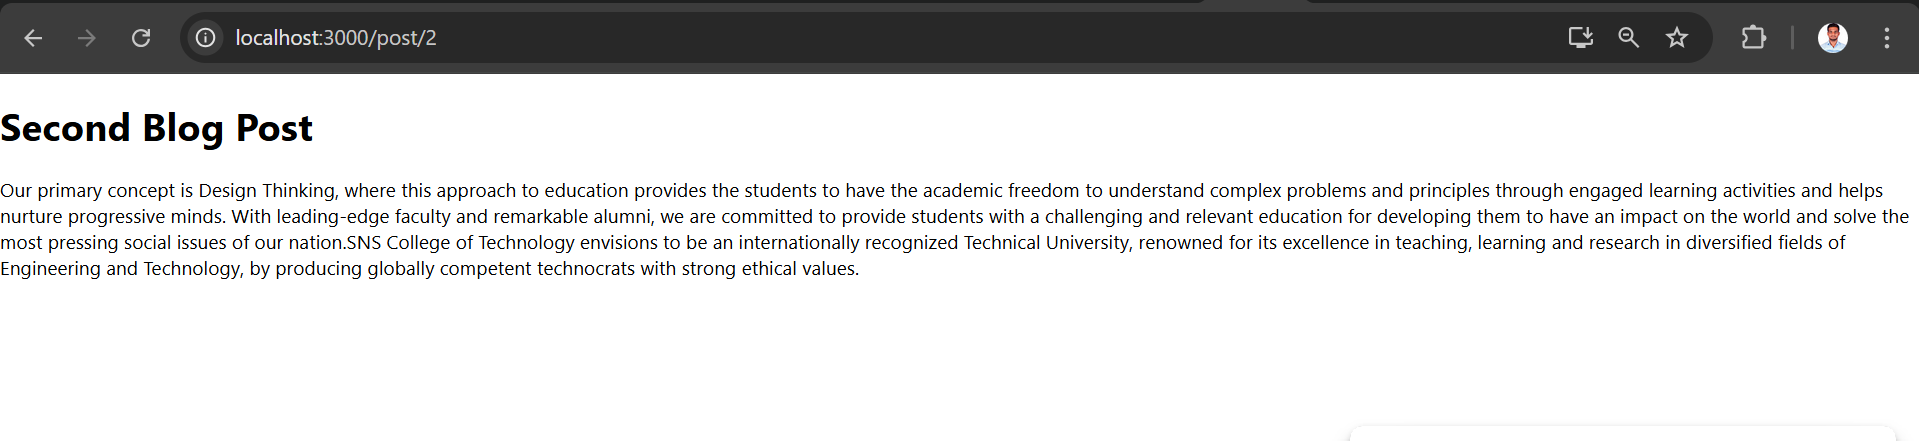 localhost:3000/post/2
Second Blog Post
Our primary concept is Design Thinking, where this approach to education provides the students to have the academic freedom to understand complex problems and principles through engaged learning activities and helps
nurture progressive minds. With leading-edge faculty and remarkable alumni, we are committed to provide students with a challenging and relevant education for developing them to have an impact on the world and solve the
most pressing social issues of our nation.SNS College of Technology envisions to be an internationally recognized Technical University, renowned for its excellence in teaching, learning and research in diversified fields of
Engineering and Technology, by producing globally competent technocrats with strong ethical values.